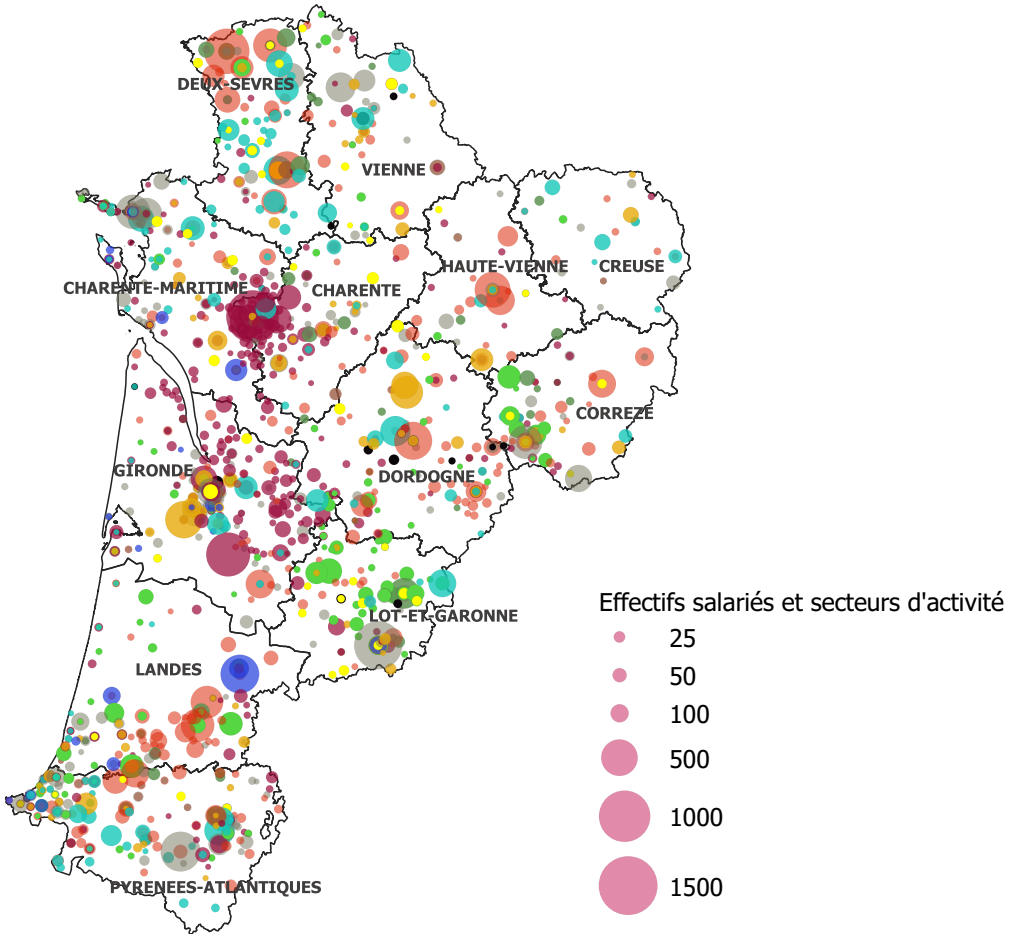 DEUX-SEVRES
VIENNE
HAUTE-VIENNE
CREUSE
CHARENTE-MARITIME
CHARENTE
CORREZE
GIRONDE
DORDOGNE
Effectifs salariés et secteurs d'activité
LOT-ET-GARONNE
25
LANDES
50
100
500
1000
1500
PYRENEES-ATLANTIQUES